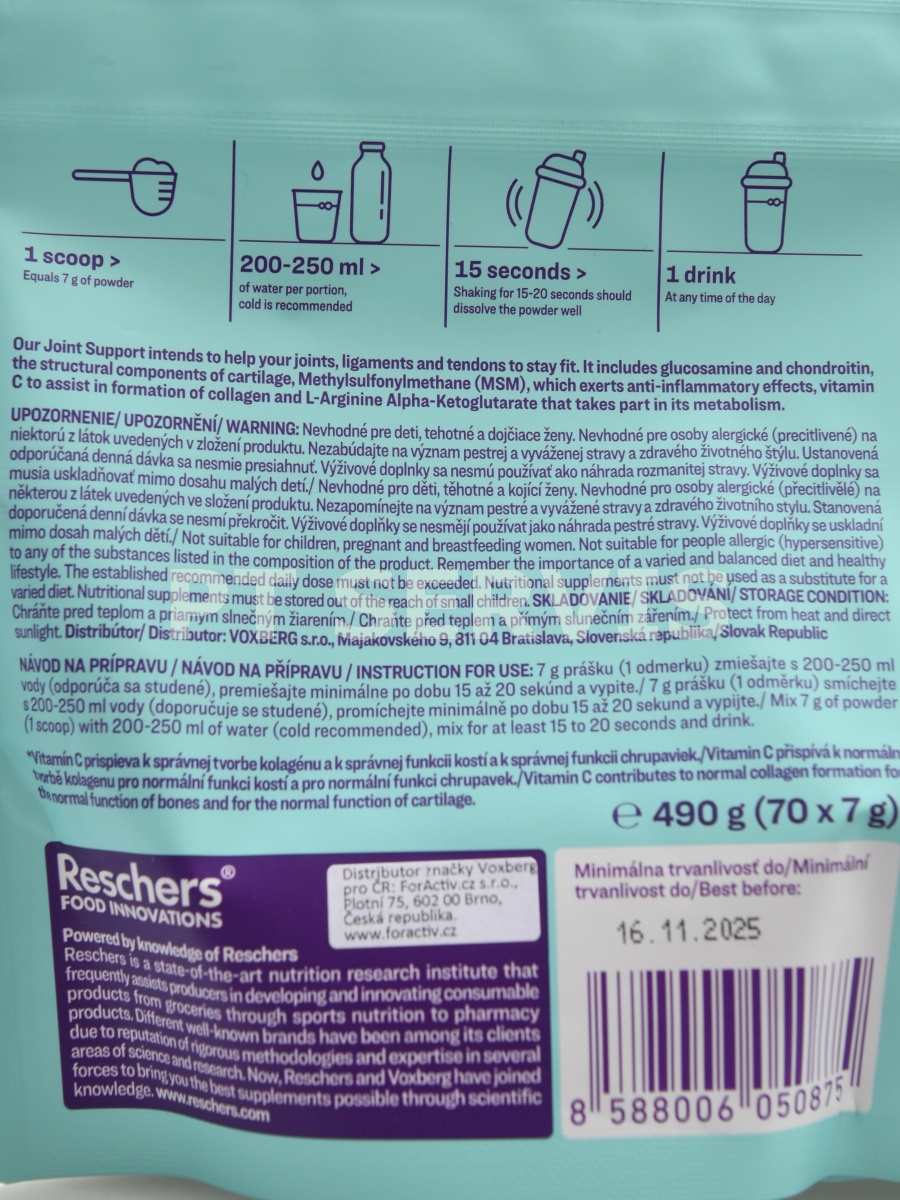 1 scoop >
Equals 7 g of powder
200-250 ml >
of water per portion,
cold is recommended
15 seconds >
Shaking for 15-20 seconds should
dissolve the powder well
1 drink
At any time of the day
Our Joint Support intends to help your joints, ligaments and tendons to stay fit. It includes glucosamine and chondroitin,
the structural components of cartilage, Methylsulfonylmethane (MSM), which exerts anti-inflammatory effects, vitamin
C to assist in formation of collagen and L-Arginine Alpha-Ketoglutarate that takes part in its metabolism.
UPOZORNENIE/ UPOZORNĚNÍ/ WARNING: Nevhodné pre deti, tehotné a dojčiace ženy. Nevhodné pre osoby alergické (precitlivené) na
niektorú z látok uvedených v zložení produktu. Nezabúdajte na význam pestrej a vyváženej stravy a zdravého životného štýlu. Ustanovená
odporúčaná denná dávka sa nesmie presiahnuť. Výživové doplnky sa nesmú používať ako náhrada rozmanitej stravy. Výživové doplnky sa
musia uskladňovať mimo dosahu malých detí./ Nevhodné pro děti, těhotné a kojící ženy. Nevhodné pro osoby alergické (přecitlivělé) na
některou z látek uvedených ve složení produktu. Nezapomínejte na význam pestré a vyvážené stravy a zdravého životního stylu. Stanovená
doporučená denní dávka se nesmí překročit. Výživové doplňky se nesmějí používat jako náhrada pestré stravy. Výživové doplňky se uskladní
mimo dosah malých dětí./ Not suitable for children, pregnant and breastfeeding women. Not suitable for people allergic (hypersensitive)
to any of the substances listed in the composition of the product. Remember the importance of a varied and balanced diet and healthy
lifestyle. The established recommended daily dose must not be exceeded. Nutritional supplements must not be used as a substitute for a
varied diet. Nutritional supplements must be stored out of the reach of small children. SKLADOVANIE/ SKLADOVÁNÍ/ STORAGE CONDITION:
Chráňte pred teplom a priamym slnečným žiarením./ Chraňte před teplem a přímým slunečním zářením./ Protect from heat and direct
sunlight. Distribútor/ Distributor: VOXBERG s.r.o., Majakovského 9, 811 04 Bratislava, Slovenská republika/Slovak Republic
PT SERVIS
NÁVOD NA PRÍPRAVU / NÁVOD NA PŘÍPRAVU / INSTRUCTION FOR USE: 7 g prášku (1 odmerku) zmiešajte s 200-250 ml
vody (odporúča sa studené), premiešajte minimálne po dobu 15 až 20 sekúnd a vypite./ 7 g prášku (1 odměrku) smíchejte
s 200-250 ml vody (doporučuje se studené), promíchejte minimálně po dobu 15 až 20 sekund a vypijte./ Mix 7 g of powder
(1 scoop) with 200-250 ml of water (cold recommended), mix for at least 15 to 20 seconds and drink.
*Vitamín C prispieva k správnej tvorbe kolagénu a k správnej funkcii kostí a k správnej funkcii chrupaviek./Vitamin C přispívá k normáln
tvorbě kolagenu pro normální funkci kostí a pro normální funkci chrupavek./Vitamin C contributes to normal collagen formation for
the normal function of bones and for the normal function of cartilage.
℮ 490 g (70 x 7 g)
Reschers®
FOOD INNOVATIONS
Distributor značky Voxberg
pro ČR: ForActiv.cz s.r.o.,
Plotní 75, 602 00 Brno,
Česká republika.
www.foractiv.cz
Powered by knowledge of Reschers
Reschers is a state-of-the-art nutrition research institute that
frequently assists producers in developing and innovating consumable
products from groceries through sports nutrition to pharmacy
products. Different well-known brands have been among its clients
due to reputation of rigorous methodologies and expertise in several
areas of science and research. Now, Reschers and Voxberg have joined
forces to bring you the best supplements possible through scientific
knowledge. www.reschers.com
Minimálna trvanlivosť do/Minimální
trvanlivost do/Best before:
16.11.2025
8 588006 050875